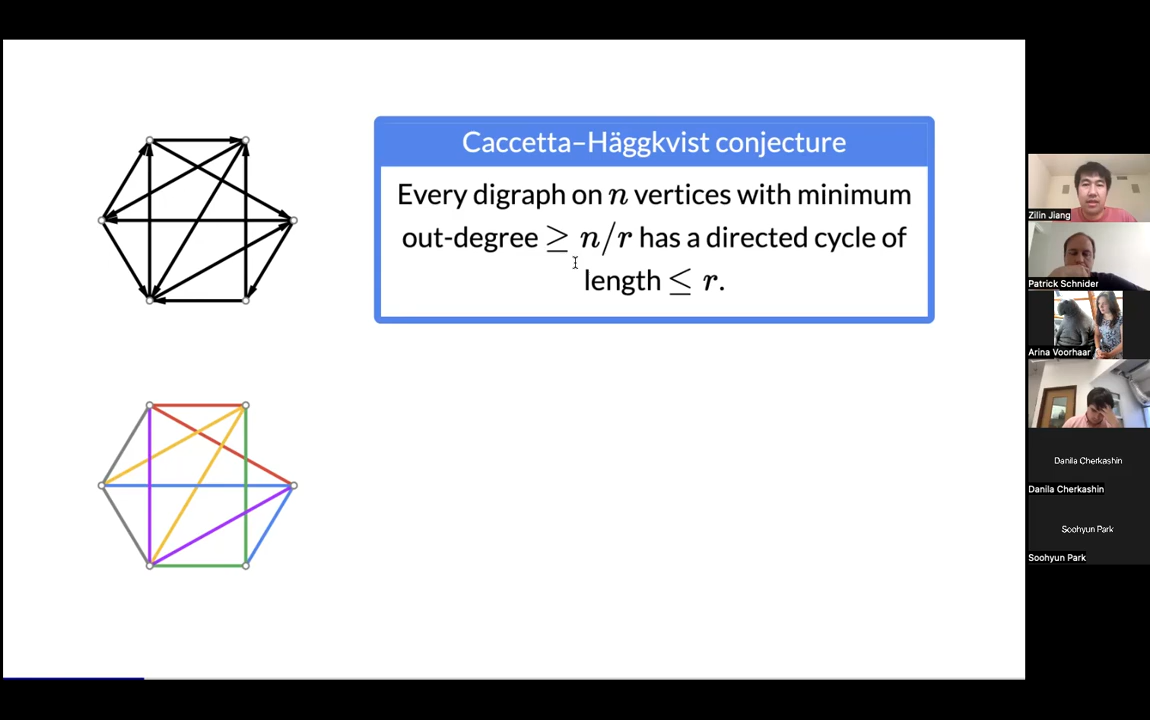 Caccetta–Häggkvist conjecture
Every digraph on n vertices with minimum
out-degree ≥ n/r has a directed cycle of
length ≤ r.
Zilin Jiang
Patrick Schnider
Arina Voorhaar
Danila Cherkashin
Danila Cherkashin
Soohyun Park
Soohyun Park